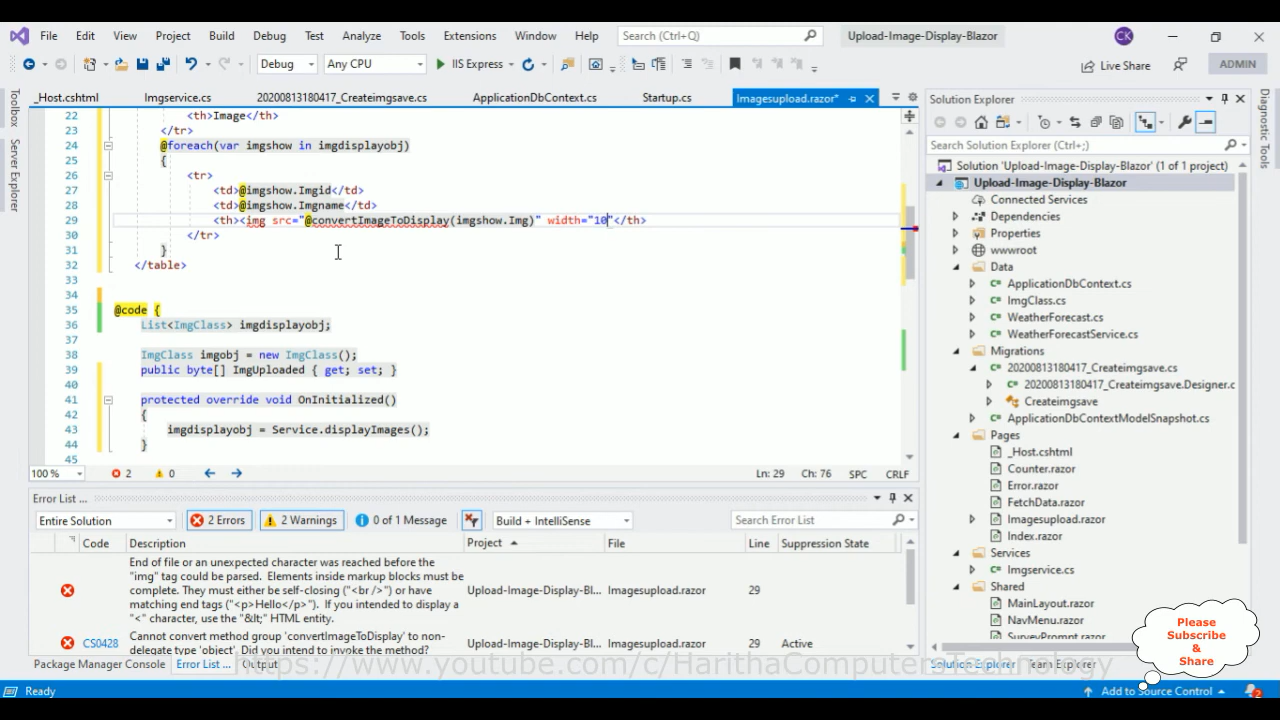 File Edit View Project Build Debug Test Analyze Tools Extensions Window Help Search (Ctrl+Q) Upload-Image-Display-Blazor CK
Debug Any CPU IIS Express Live Share ADMIN
_Host.cshtml Imgservice.cs 20200813180417_Createimgsave.cs ApplicationDbContext.cs Startup.cs Imagesupload.razor*
Toolbox
Server Explorer
22 <th>Image</th>
23 </tr>
24 @foreach(var imgshow in imgdisplayobj)
25 {
26 <tr>
27 <td>@imgshow.Imgid</td>
28 <td>@imgshow.Imgname</td>
29 <th><img src="@convertImageToDisplay(imgshow.Img)" width="10"</th>
30 </tr>
31 }
32 </table>
33
34
35 @code {
36 List<ImgClass> imgdisplayobj;
37
38 ImgClass imgobj = new ImgClass();
39 public byte[] ImgUploaded { get; set; }
40
41 protected override void OnInitialized()
42 {
43 imgdisplayobj = Service.displayImages();
44 }
45
100 % 2 0 Ln: 29 Ch: 76 SPC CRLF
Error List ...
Entire Solution 2 Errors 2 Warnings 0 of 1 Message Build + IntelliSense Search Error List
Code Description Project File Line Suppression State
End of file or an unexpected character was reached before the
"img" tag could be parsed. Elements inside markup blocks must be
complete. They must either be self-closing ("<br />") or have
matching end tags ("<p>Hello</p>"). If you intended to display a
"<" character, use the "&lt;" HTML entity.
Upload-Image-Display-Bl... Imagesupload.razor 29
CS0428 Cannot convert method group 'convertImageToDisplay' to non-
delegate type 'object'. Did you intend to invoke the method?
Upload-Image-Display-Bl... Imagesupload.razor 29 Active
Package Manager Console Error List ... Output
Ready
Solution Explorer
Search Solution Explorer (Ctrl+;)
Solution 'Upload-Image-Display-Blazor' (1 of 1 project)
Upload-Image-Display-Blazor
Connected Services
Dependencies
Properties
wwwroot
Data
ApplicationDbContext.cs
ImgClass.cs
WeatherForecast.cs
WeatherForecastService.cs
Migrations
20200813180417_Createimgsave.cs
20200813180417_Createimgsave.Designer.c
Createimgsave
ApplicationDbContextModelSnapshot.cs
Pages
_Host.cshtml
Counter.razor
Error.razor
FetchData.razor
Imagesupload.razor
Index.razor
Services
Imgservice.cs
Shared
MainLayout.razor
NavMenu.razor
SurveyPrompt.razor
Solution Explorer Team Explorer
Add to Source Control 2
Diagnostic Tools
Please
Subscribe
&
Share
https://www.youtube.com/c/HarithaComputersTechnology